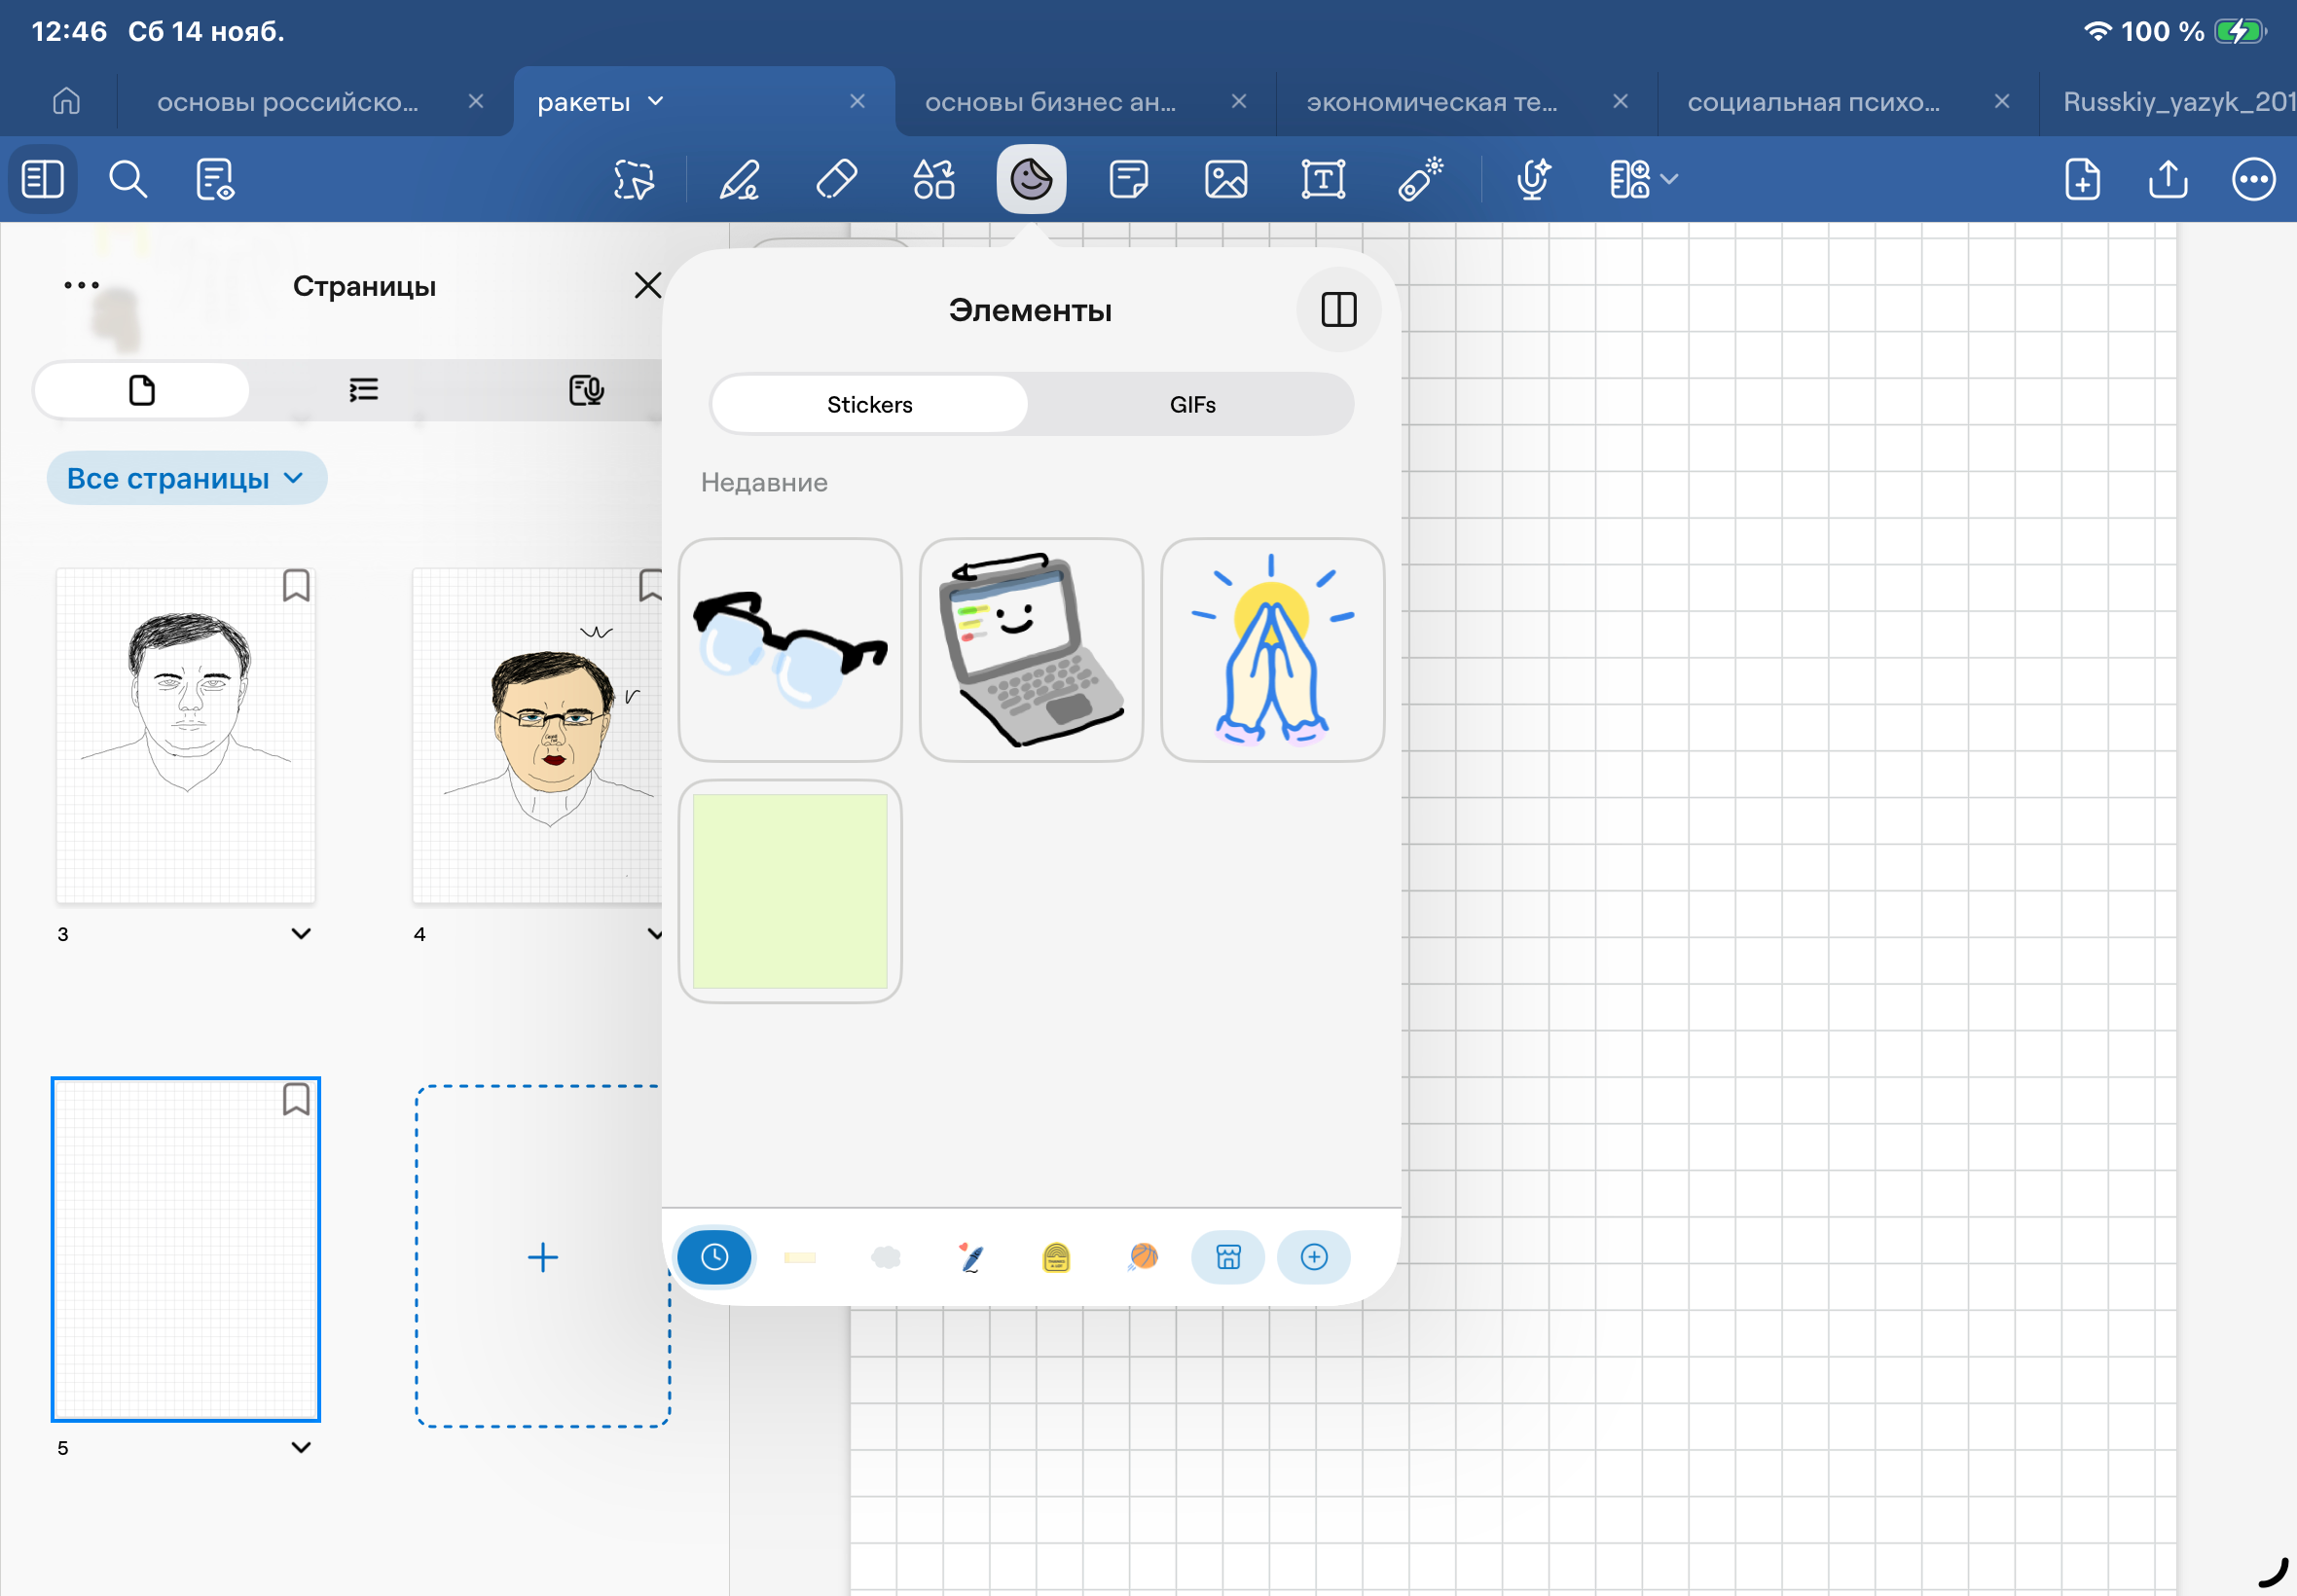 12:46 Сб 14 нояб.
100 %
основы российско...
ракеты
основы бизнес ан...
экономическая те...
социальная психо...
Russkiy_yazyk_201
Страницы
Все страницы
3
4
5
Элементы
Stickers
GIFs
Недавние